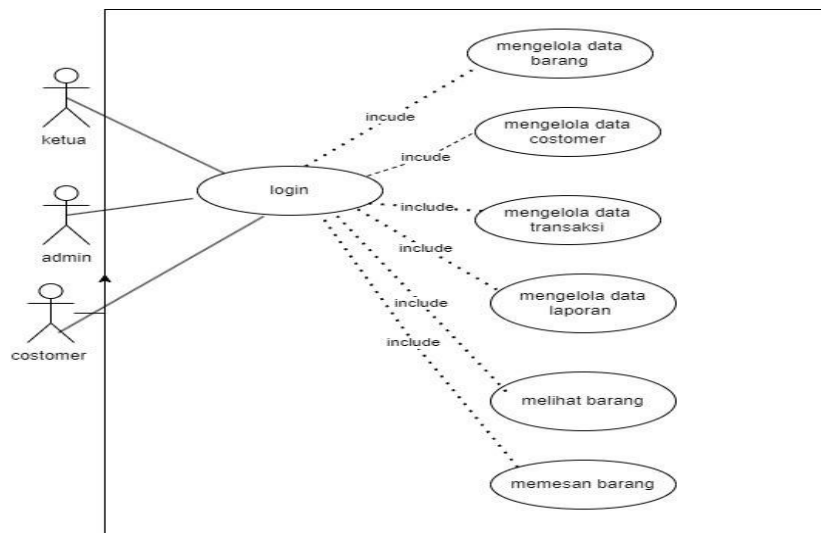 mengelola data
barang
incude
ketua
mengelola data
costomer
incude
login
include
mengelola data
transaksi
admin
include
costomer
include
mengelola data
laporan
include
melihat barang
memesan barang